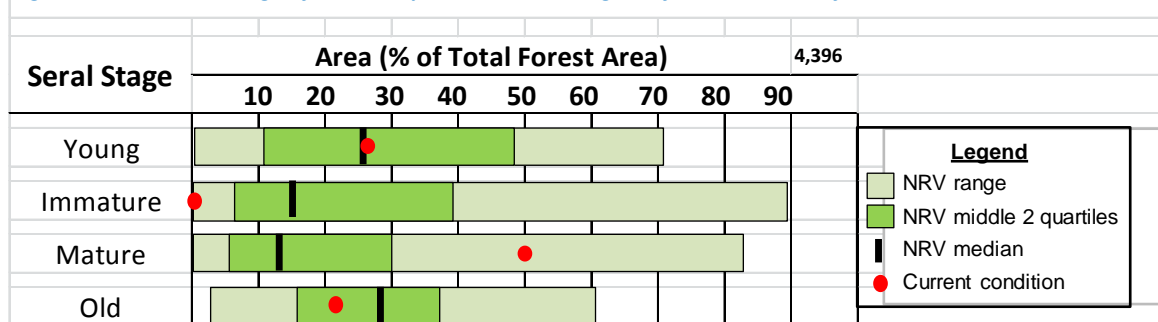 Area (% of Total Forest Area) 4,396
Seral Stage
10 20 30 40 50 60 70 80 90
Young
Immature
Mature
Old
Legend
NRV range
NRV middle 2 quartiles
NRV median
Current condition